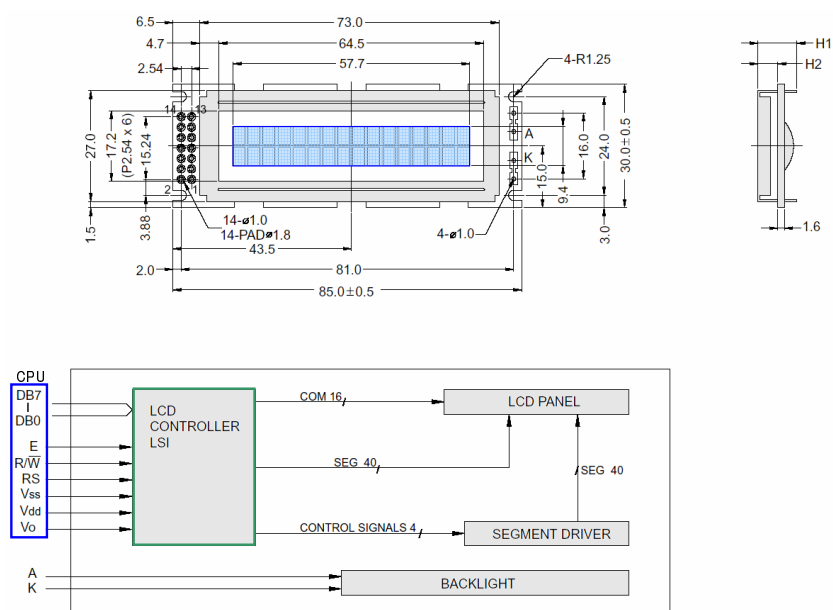 6.5
73.0
4.7
64.5
2.54
57.7
4-R1.25
H1
H2
14
13
A
K
27.0
17.2
(P2.54 x 6)
15.24
2
1
15.0
9.4
16.0
24.0
30.0±0.5
1.5
3.88
14-ø1.0
14-PADø1.8
43.5
4-ø1.0
3.0
1.6
2.0
81.0
85.0±0.5
CPU
DB7
I
DB0
E
R/W̅
RS
Vss
Vdd
Vo
A
K
LCD
CONTROLLER
LSI
COM 16
LCD PANEL
SEG 40
SEG 40
CONTROL SIGNALS 4
SEGMENT DRIVER
BACKLIGHT